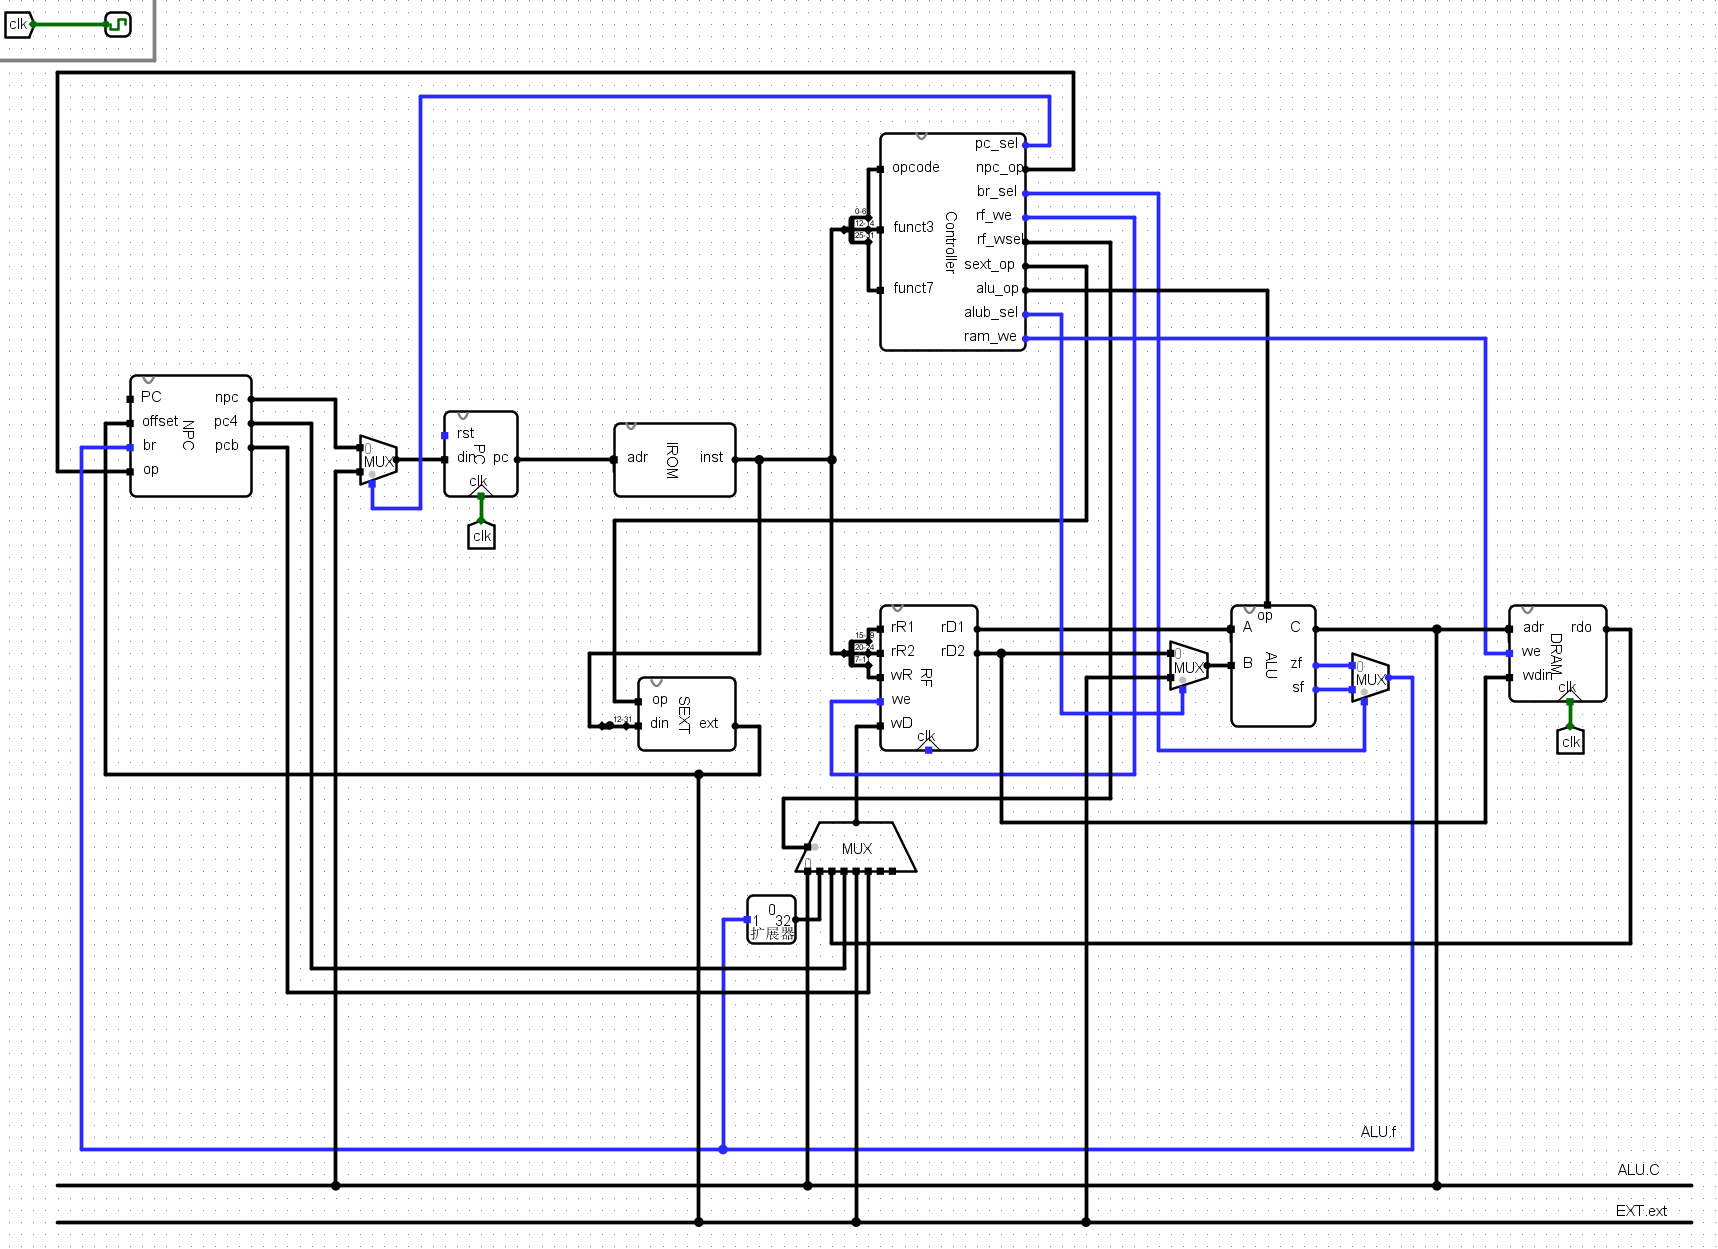 clk
pc_sel
opcode
npc_op
br_sel
0-6
rf_we
12-14
funct3
25-31
Controller
rf_wsel
sext_op
funct7
alu_op
alub_sel
ram_we
PC
npc
offset
pc4
NPC
br
pcb
op
0
MUX
rst
din
PC
pc
clk
clk
adr
IROM
inst
op
12-31
din
SEXT
ext
15-19
20-24
7-11
rR1
rD1
rR2
rD2
wR
RF
we
wD
clk
0
MUX
op
A
C
B
ALU
zf
sf
0
MUX
adr
rdo
we
DRAM
wdin
clk
clk
MUX
0
0
1
32
扩展器
ALU.f
ALU.C
EXT.ext